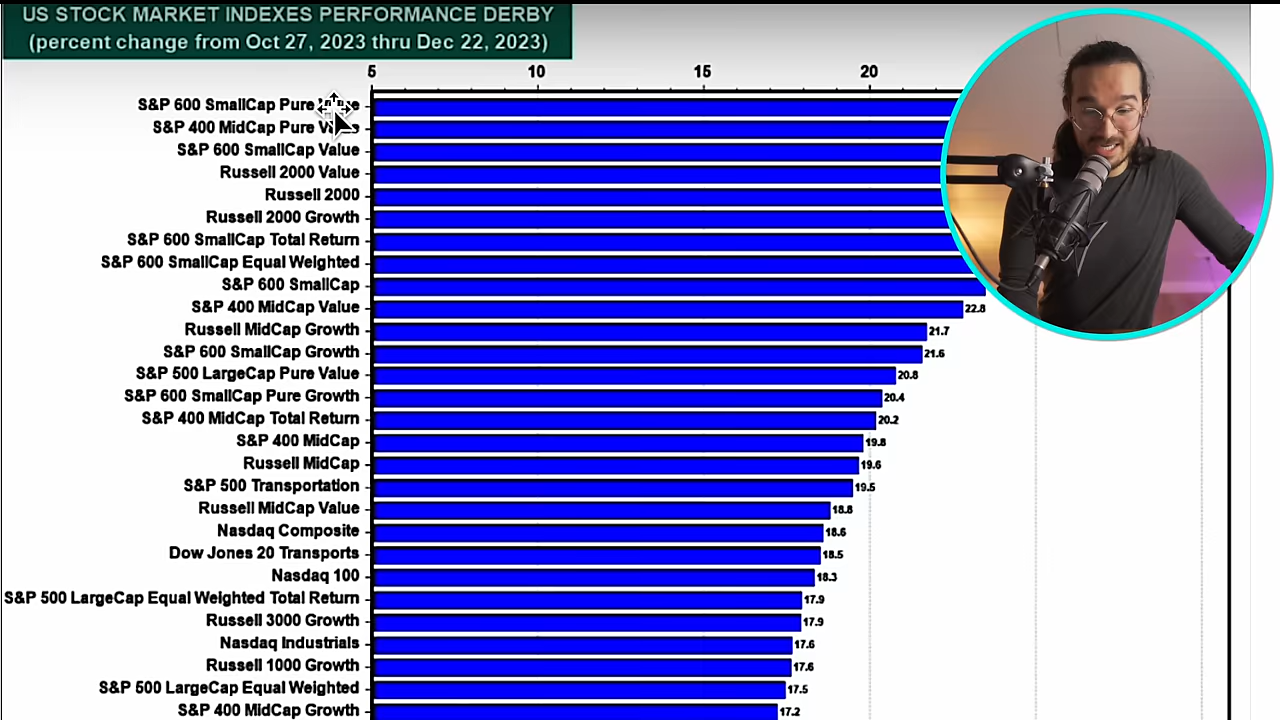 US STOCK MARKET INDEXES PERFORMANCE DERBY
(percent change from Oct 27, 2023 thru Dec 22, 2023)
5 10 15 20
S&P 600 SmallCap Pure
S&P 400 MidCap Pure
S&P 600 SmallCap Value
Russell 2000 Value
Russell 2000
Russell 2000 Growth
S&P 600 SmallCap Total Return
S&P 600 SmallCap Equal Weighted
S&P 600 SmallCap
S&P 400 MidCap Value 22.8
Russell MidCap Growth 21.7
S&P 600 SmallCap Growth 21.6
S&P 500 LargeCap Pure Value 20.8
S&P 600 SmallCap Pure Growth 20.4
S&P 400 MidCap Total Return 20.2
S&P 400 MidCap 19.8
Russell MidCap 19.6
S&P 500 Transportation 19.5
Russell MidCap Value 18.8
Nasdaq Composite 18.6
Dow Jones 20 Transports 18.5
Nasdaq 100 18.3
S&P 500 LargeCap Equal Weighted Total Return 17.9
Russell 3000 Growth 17.9
Nasdaq Industrials 17.6
Russell 1000 Growth 17.6
S&P 500 LargeCap Equal Weighted 17.5
S&P 400 MidCap Growth 17.2